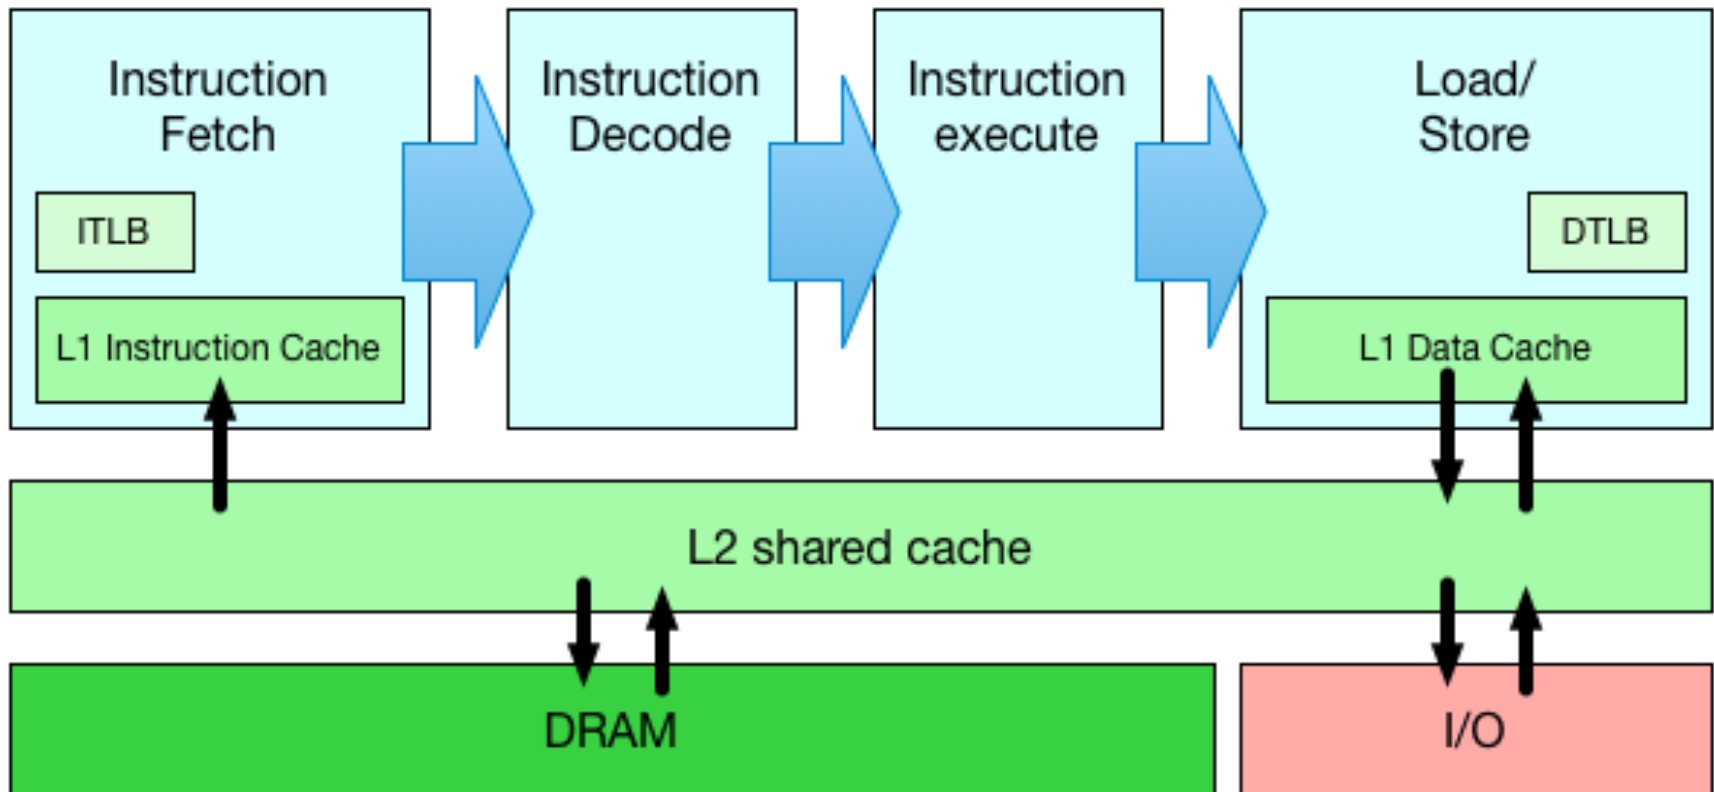 Instruction
Fetch
Instruction
Decode
Instruction
execute
Load/
Store
ITLB
DTLB
L1 Instruction Cache
L1 Data Cache
L2 shared cache
DRAM
I/O